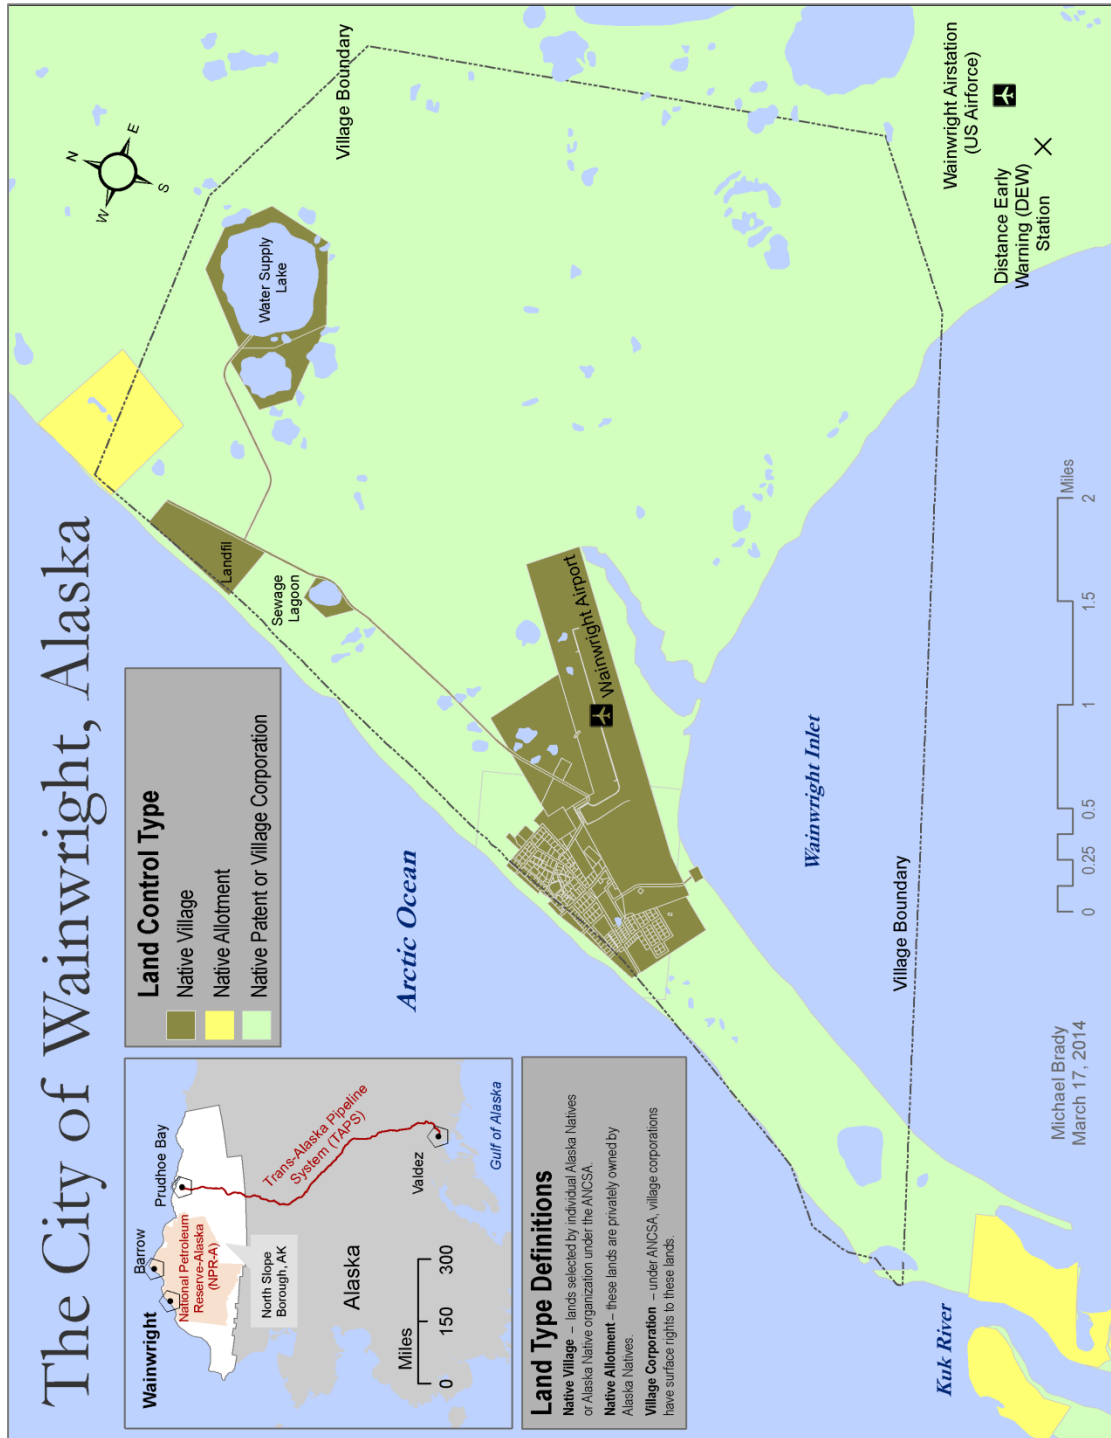 The City of Wainwright, Alaska
Wainwright
Barrow
Prudhoe Bay
National Petroleum
Reserve-Alaska
(NPR-A)
North Slope
Borough, AK
Trans-Alaska Pipeline
System (TAPS)
Alaska
Valdez
Gulf of Alaska
Miles
0 150 300
Land Control Type
Native Village
Native Allotment
Native Patent or Village Corporation
Land Type Definitions
Native Village – lands selected by individual Alaska Natives
or Alaska Native organization under the ANCSA.
Native Allotment – these lands are privately owned by
Alaska Natives.
Village Corporation – under ANCSA, village corporations
have surface rights to these lands.
N
E
S
W
Village Boundary
Water Supply
Lake
Landfil
Sewage
Lagoon
Arctic Ocean
Wainwright Airport
Wainwright Inlet
Village Boundary
Kuk River
Wainwright Airstation
(US Airforce)
Distance Early
Warning (DEW)
Station
Michael Brady
March 17, 2014
0 0.25 0.5 1 1.5 2
Miles